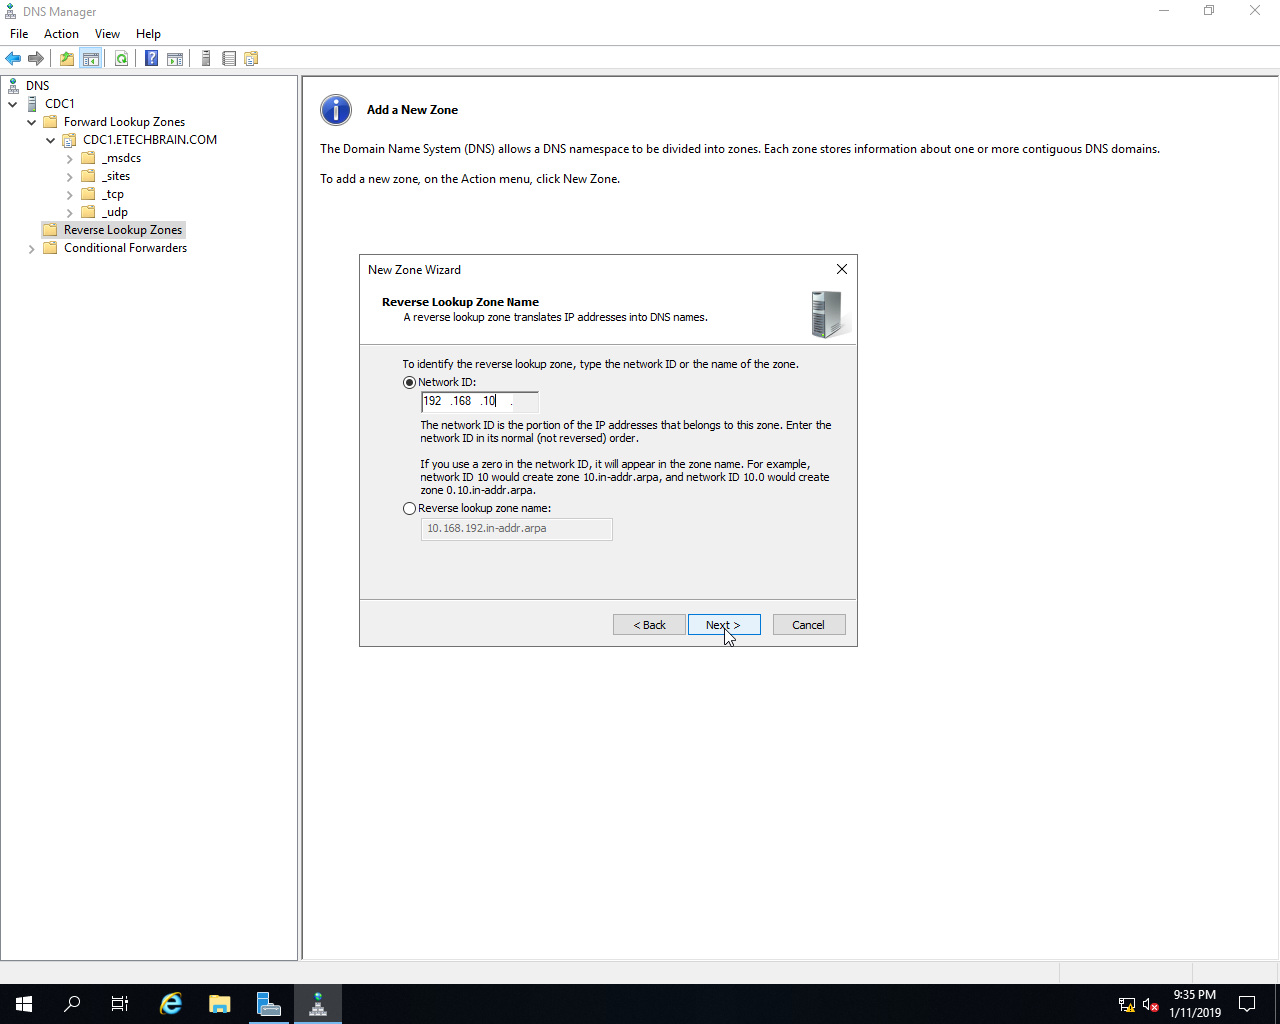 DNS Manager
File Action View Help
DNS
CDC1
Forward Lookup Zones
CDC1.ETECHBRAIN.COM
_msdcs
_sites
_tcp
_udp
Reverse Lookup Zones
Conditional Forwarders
Add a New Zone
The Domain Name System (DNS) allows a DNS namespace to be divided into zones. Each zone stores information about one or more contiguous DNS domains.
To add a new zone, on the Action menu, click New Zone.
New Zone Wizard
Reverse Lookup Zone Name
A reverse lookup zone translates IP addresses into DNS names.
To identify the reverse lookup zone, type the network ID or the name of the zone.
Network ID:
192 .168 .10 .
The network ID is the portion of the IP addresses that belongs to this zone. Enter the
network ID in its normal (not reversed) order.
If you use a zero in the network ID, it will appear in the zone name. For example,
network ID 10 would create zone 10.in-addr.arpa, and network ID 10.0 would create
zone 0.10.in-addr.arpa.
Reverse lookup zone name:
10.168.192.in-addr.arpa
< Back Next > Cancel
9:35 PM
1/11/2019